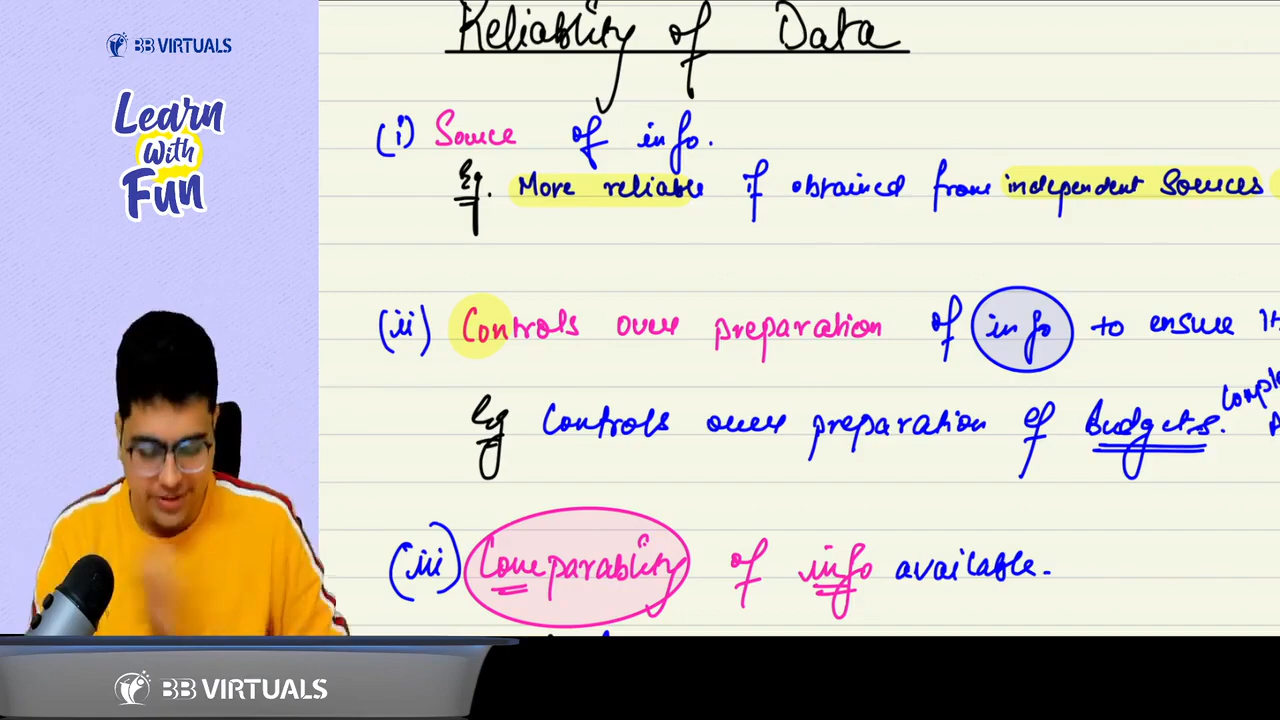 BB VIRTUALS
Learn
With
Fun
Reliablity of Data
(i) Source of info.
Eg. More reliable if obtained from independent Sources
(ii) Controls over preparation of info to ensure
Eg Controls over preparation of Budgets.
(iii) Comparablity of info available.
BB VIRTUALS